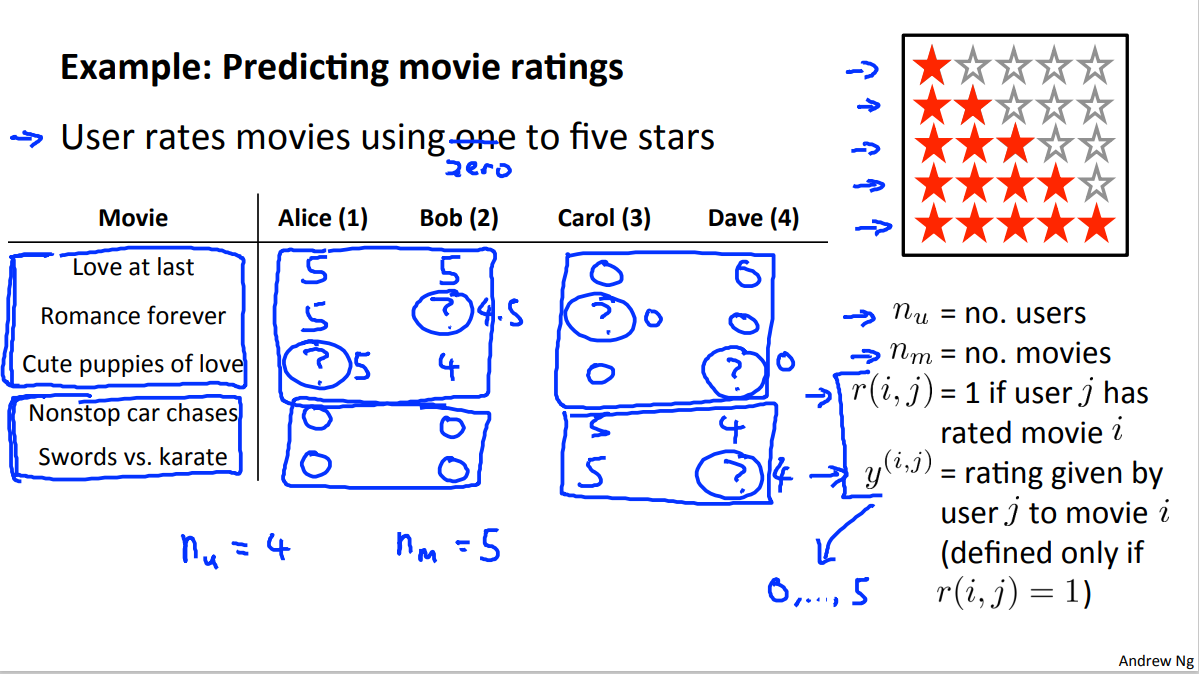 Example: Predicting movie ratings
→ User rates movies using one to five stars
zero
Movie Alice (1) Bob (2) Carol (3) Dave (4)
Love at last 5 5 0 0
Romance forever 5 ? 4.5 ? 0 0
Cute puppies of love ? 5 4 0 ? 0
Nonstop car chases 0 0 5 4
Swords vs. karate 0 0 5 ? 4
n_u = 4 n_m = 5
→ n_u = no. users
→ n_m = no. movies
→ r(i, j) = 1 if user j has
rated movie i
→ y^(i,j) = rating given by
user j to movie i
(defined only if
r(i, j) = 1)
0,..., 5
Andrew Ng